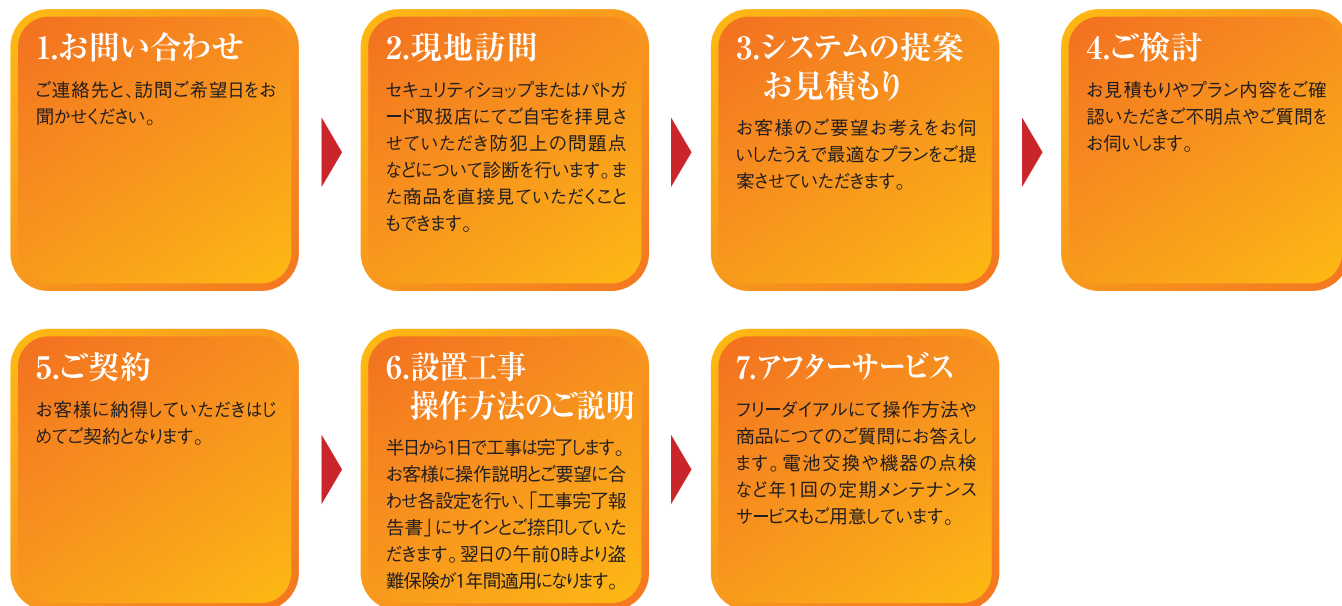 1.お問い合わせ
ご連絡先と、訪問ご希望日をお
聞かせください。
2.現地訪問
セキュリティショップまたはパトガ
ード取扱店にてご自宅を拝見さ
せていただき防犯上の問題点
などについて診断を行います。ま
た商品を直接見ていただくこと
もできます。
3.システムの提案
お見積もり
お客様のご要望お考えをお伺
いしたうえで最適なプランをご提
案させていただきます。
4.ご検討
お見積もりやプラン内容をご確
認いただきご不明点やご質問を
お伺いします。
5.ご契約
お客様に納得していただきはじ
めてご契約となります。
6.設置工事
操作方法のご説明
半日から1日で工事は完了します。
お客様に操作説明とご要望に合
わせ各設定を行い、「工事完了報
告書」にサインとご捺印していた
だきます。翌日の午前0時より盗
難保険が1年間適用になります。
7.アフターサービス
フリーダイアルにて操作方法や
商品につてのご質問にお答えし
ます。電池交換や機器の点検
など年1回の定期メンテナンス
サービスもご用意しています。